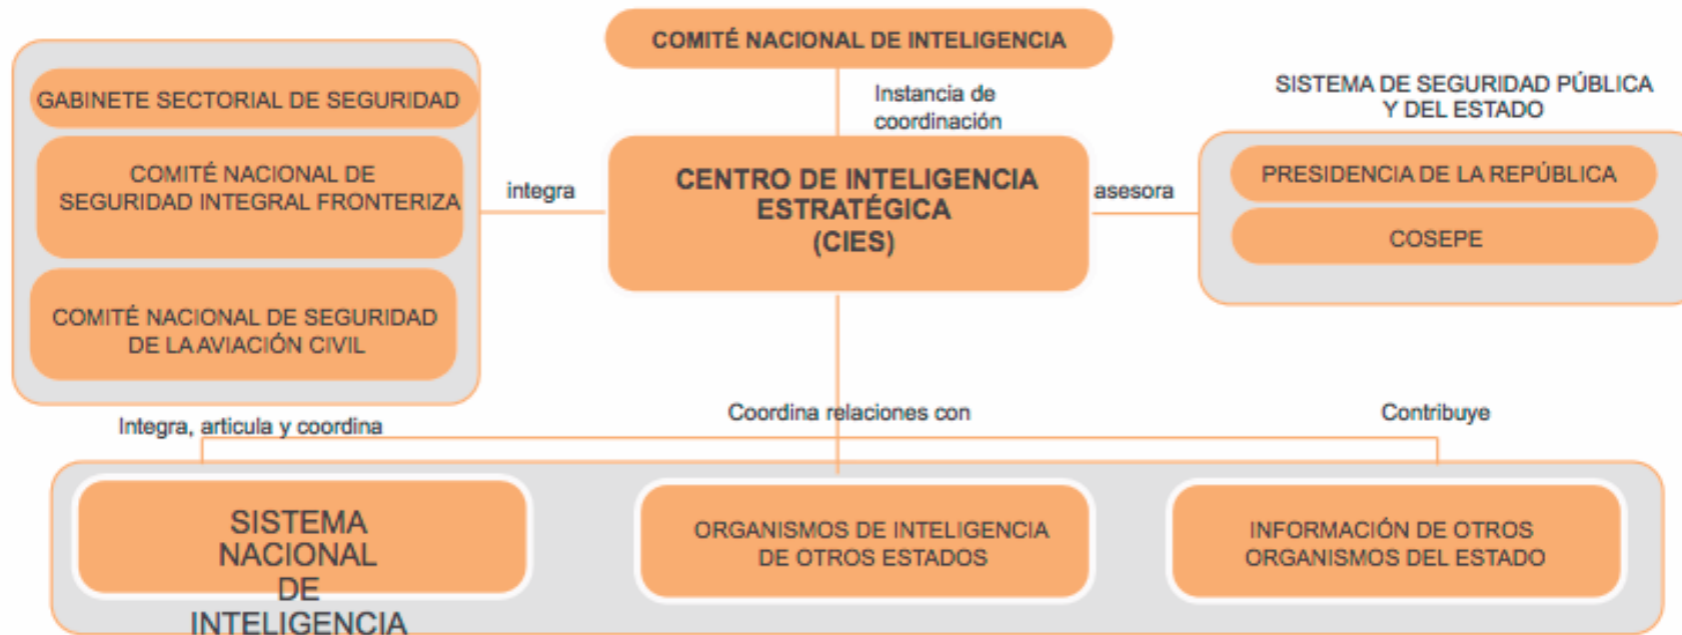 COMITÉ NACIONAL DE INTELIGENCIA
GABINETE SECTORIAL DE SEGURIDAD
COMITÉ NACIONAL DE
SEGURIDAD INTEGRAL FRONTERIZA
COMITÉ NACIONAL DE SEGURIDAD
DE LA AVIACIÓN CIVIL
integra
Instancia de
coordinación
CENTRO DE INTELIGENCIA
ESTRATÉGICA
(CIES)
asesora
SISTEMA DE SEGURIDAD PÚBLICA
Y DEL ESTADO
PRESIDENCIA DE LA REPÚBLICA
COSEPE
Integra, articula y coordina
Coordina relaciones con
Contribuye
SISTEMA
NACIONAL
DE
INTELIGENCIA
ORGANISMOS DE INTELIGENCIA
DE OTROS ESTADOS
INFORMACIÓN DE OTROS
ORGANISMOS DEL ESTADO